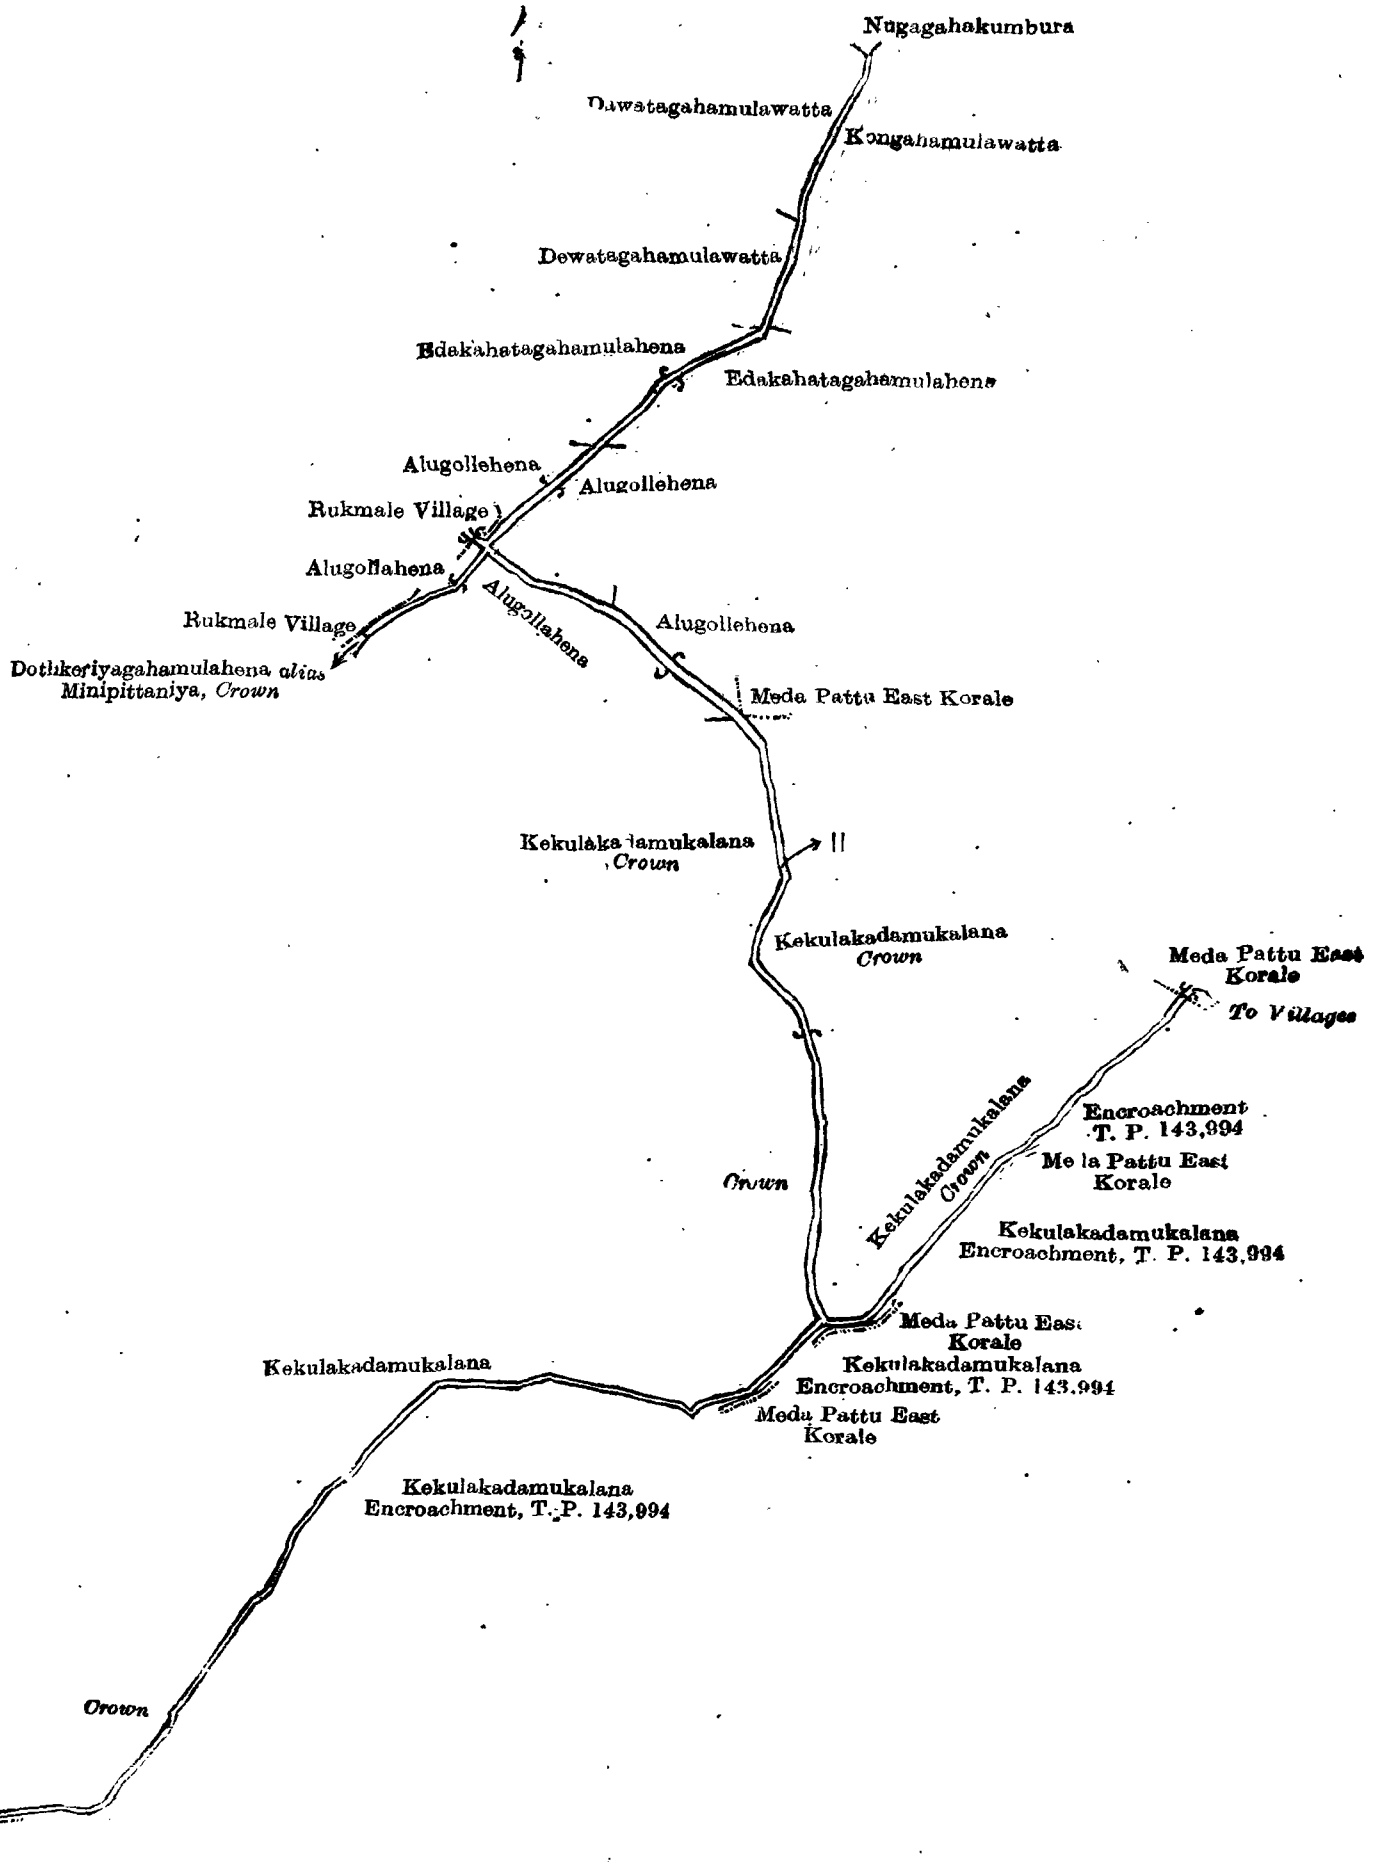 Nugagahakumbura
Dawatagahamulawatta
Kongahamulawatta
Dewatagahamulawatta
Edakahatagahamulahena
Edakahatagahamulahena
Alugollehena
Alugollehena
Rukmale Village
Alugollahena
Alugollahena
Rukmale Village
Alugollehena
Dothkeriyagahamulahena alias
Minipittaniya, Crown
Meda Pattu East Korale
Kekulakadamukalana
Crown
11
Kekulakadamukalana
Crown
Meda Pattu East
Korale
To Villages
Kekulakadamukalana
Crown
Encroachment
T. P. 143,994
Meda Pattu East
Korale
Crown
Kekulakadamukalana
Encroachment, T. P. 143,994
Meda Pattu East
Korale
Kekulakadamukalana
Kekulakadamukalana
Encroachment, T. P. 143,994
Meda Pattu East
Korale
Kekulakadamukalana
Encroachment, T. P. 143,994
Crown